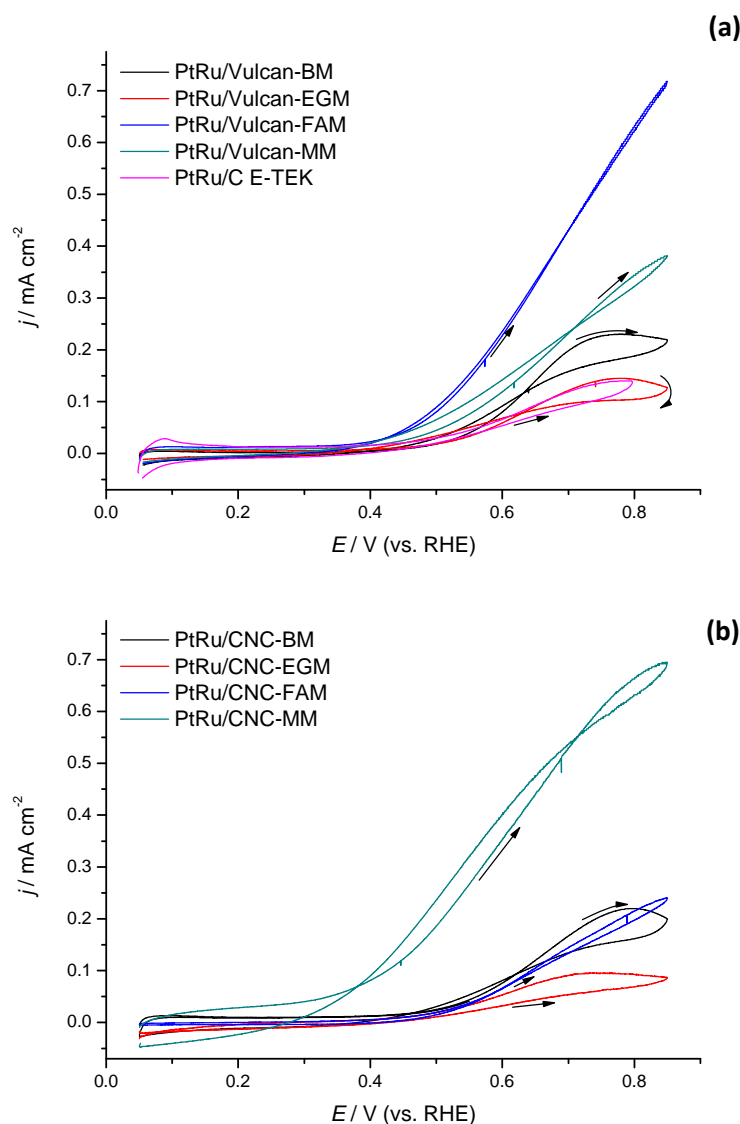 (a)
PtRu/Vulcan-BM
PtRu/Vulcan-EGM
PtRu/Vulcan-FAM
PtRu/Vulcan-MM
PtRu/C E-TEK
0.7
0.6
0.5
0.4
0.3
0.2
0.1
0.0
j / mA cm⁻²
0.0 0.2 0.4 0.6 0.8
E / V (vs. RHE)
(b)
PtRu/CNC-BM
PtRu/CNC-EGM
PtRu/CNC-FAM
PtRu/CNC-MM
0.7
0.6
0.5
0.4
0.3
0.2
0.1
0.0
j / mA cm⁻²
0.0 0.2 0.4 0.6 0.8
E / V (vs. RHE)